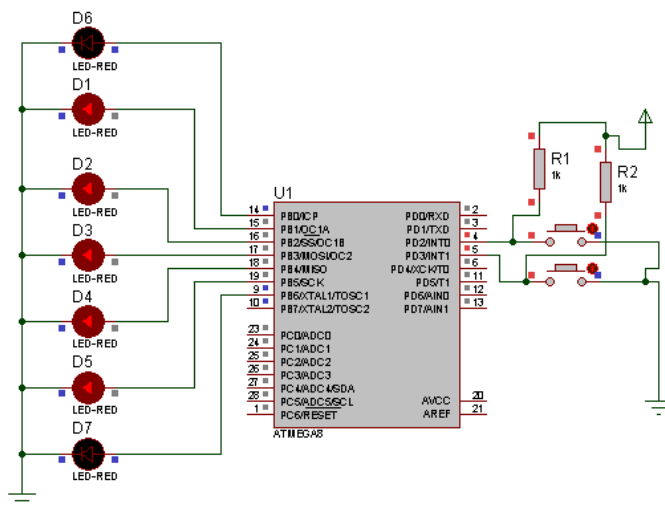 D6
LED-RED
D1
LED-RED
D2
LED-RED
D3
LED-RED
D4
LED-RED
D5
LED-RED
D7
LED-RED
U1
14 PB0/ICP PD0/RXD 2
15 PB1/OC1A PD1/TXD 3
16 PB2/SS/OC1B PD2/INT0 4
17 PB3/MOSI/OC2 PD3/INT1 5
18 PB4/MISO PD4/XCK/T0 6
19 PB5/SCK PD5/T1 11
9 PB6/XTAL1/TOSC1 PD6/AIN0 12
10 PB7/XTAL2/TOSC2 PD7/AIN1 13
23 PC0/ADC0
24 PC1/ADC1
25 PC2/ADC2
26 PC3/ADC3
27 PC4/ADC4/SDA
28 PC5/ADC5/SCL AVCC 20
1 PC6/RESET AREF 21
ATMEGA8
R1
1k
R2
1k